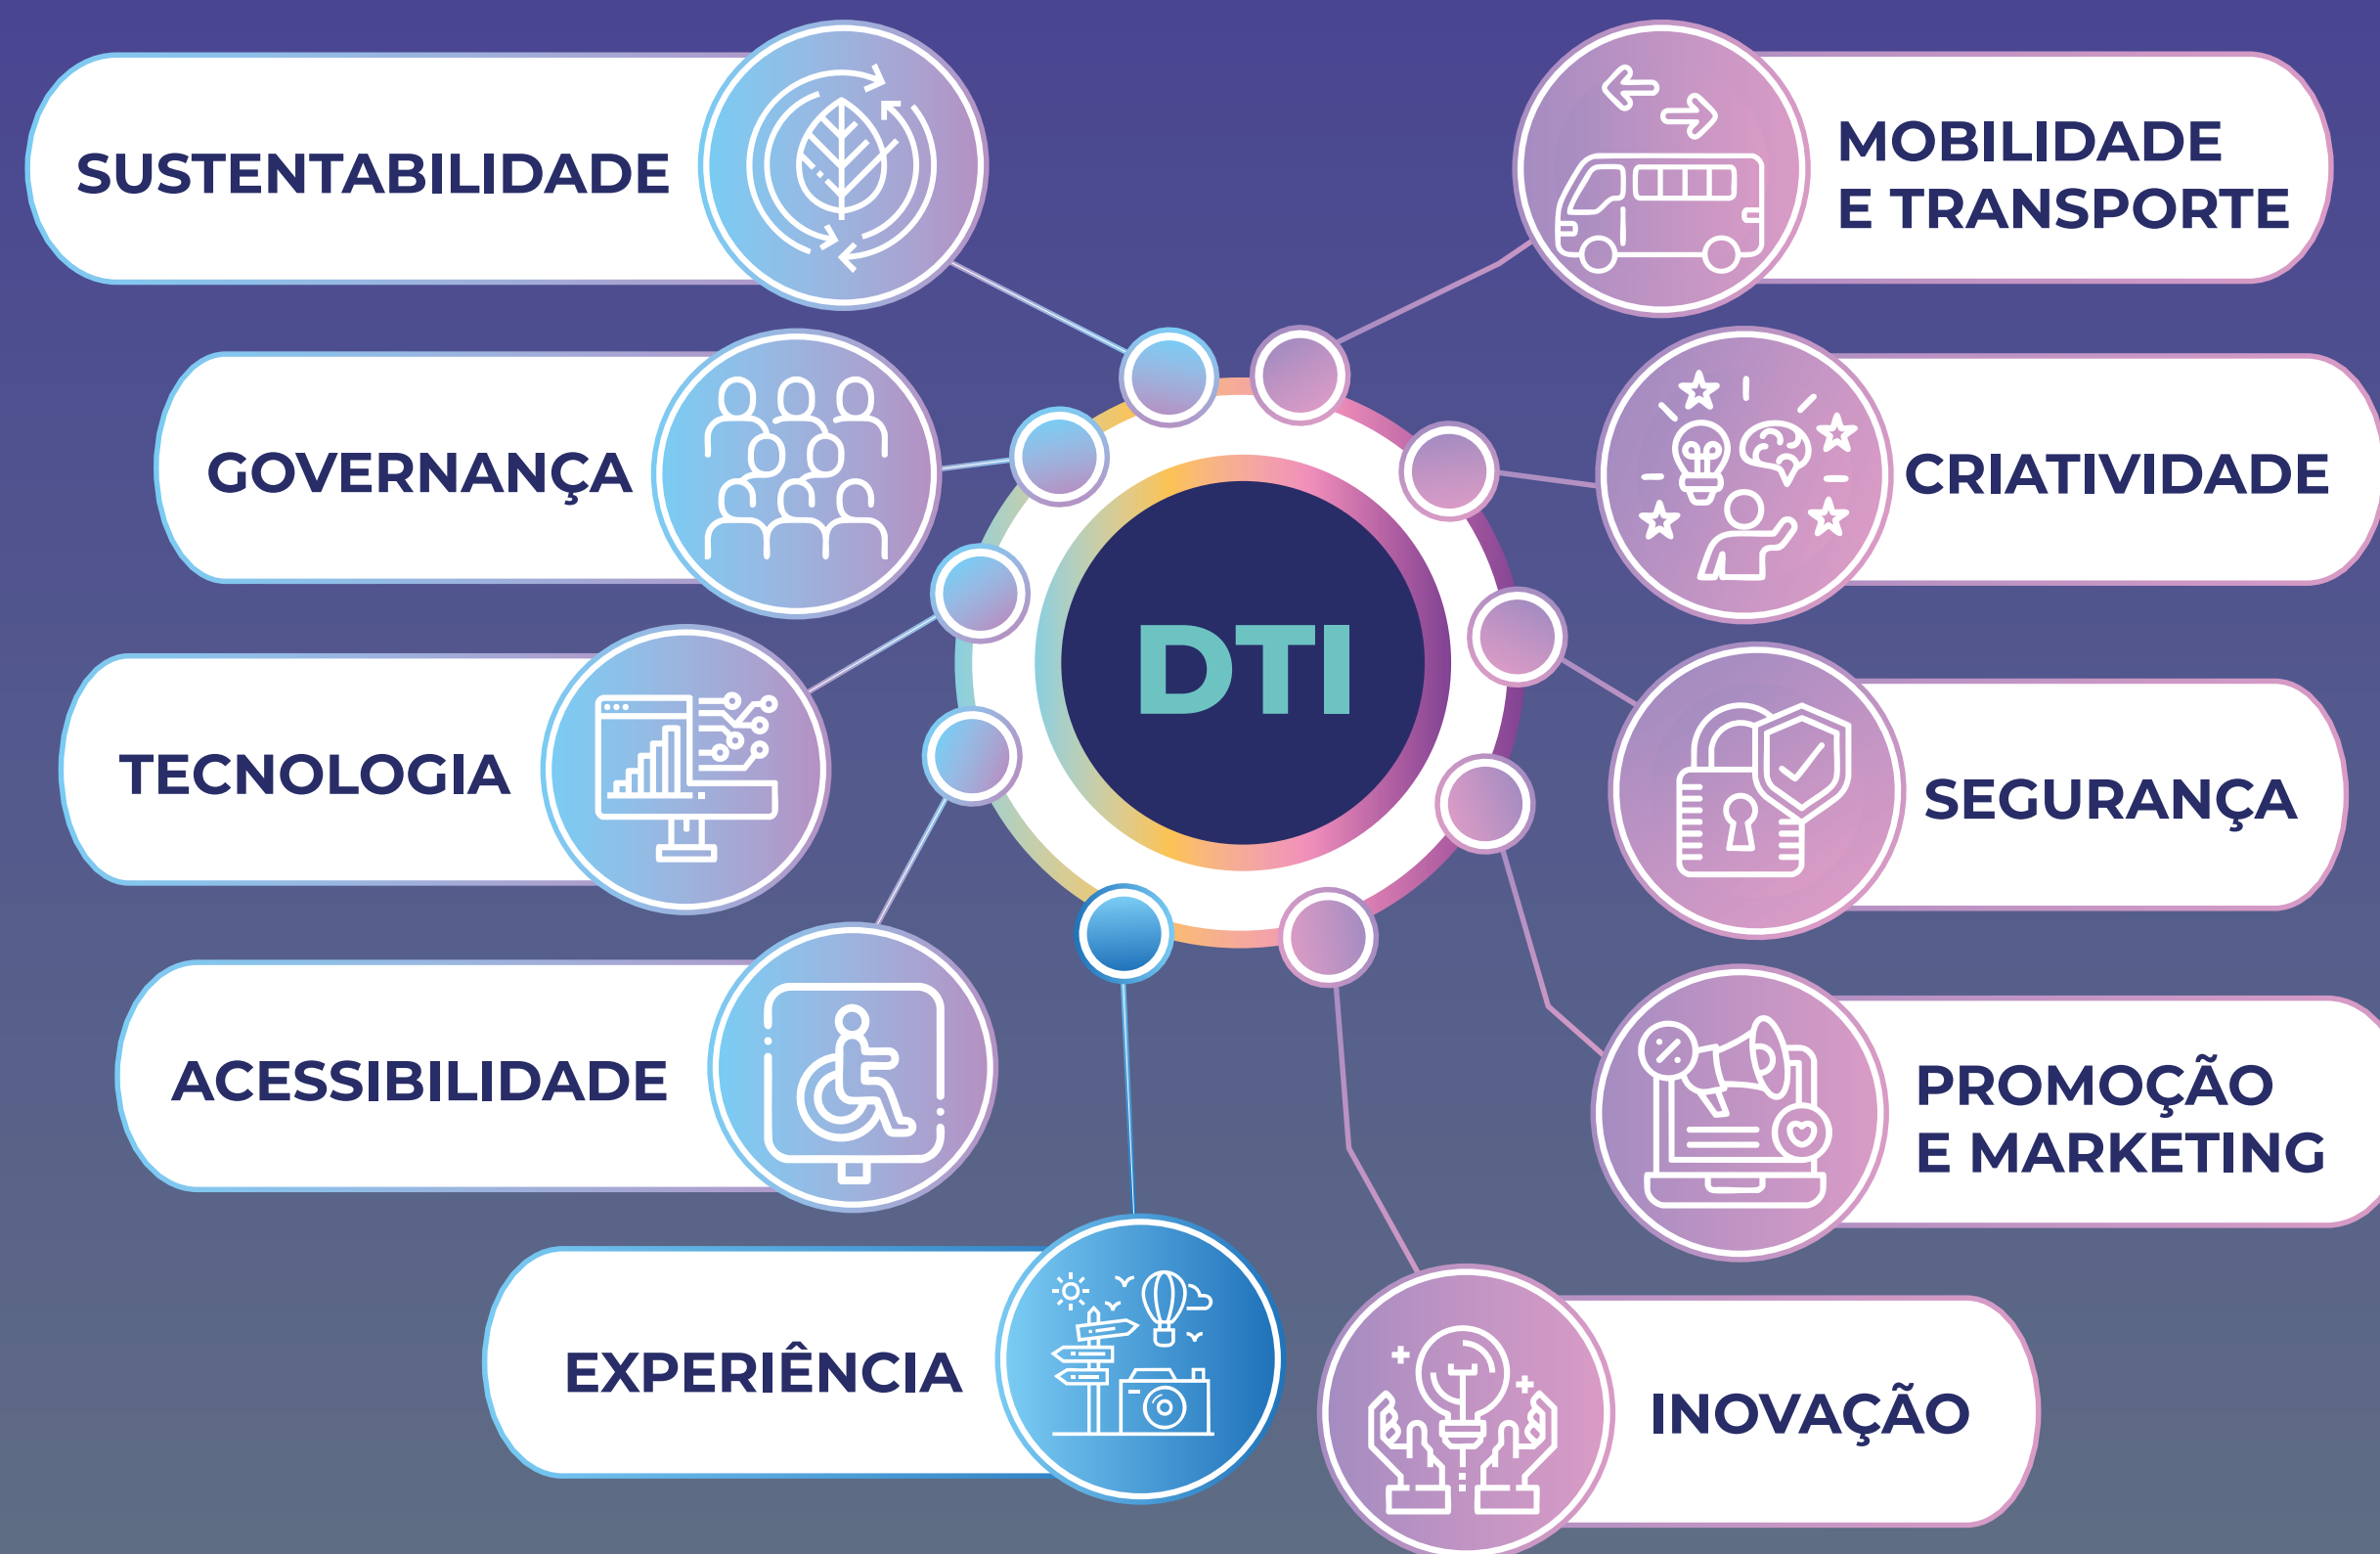 SUSTENTABILIDADE
GOVERNANÇA
TECNOLOGIA
ACESSIBILIDADE
EXPERIÊNCIA
DTI
MOBILIDADE
E TRANSPORTE
CRIATIVIDADE
SEGURANÇA
PROMOÇÃO
E MARKETING
INOVAÇÃO